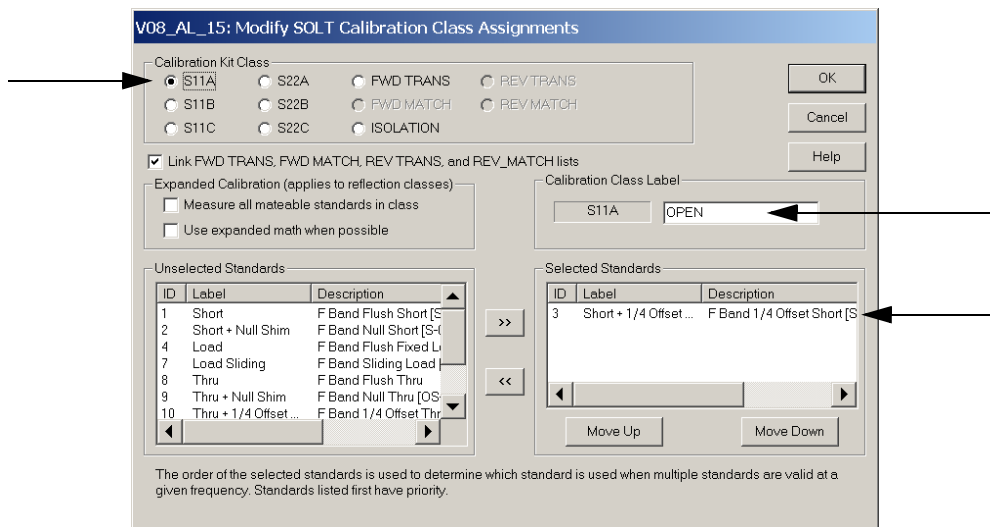 V08_AL_15: Modify SOLT Calibration Class Assignments
Calibration Kit Class
S11A S22A FWD TRANS REV TRANS
S11B S22B FWD MATCH REV MATCH
S11C S22C ISOLATION
OK
Cancel
Help
Link FWD TRANS, FWD MATCH, REV TRANS, and REV_MATCH lists
Expanded Calibration (applies to reflection classes)
Measure all mateable standards in class
Use expanded math when possible
Calibration Class Label
S11A OPEN
Unselected Standards
ID Label Description
1 Short F Band Flush Short [S
2 Short + Null Shim F Band Null Short [S-
4 Load F Band Flush Fixed
7 Load Sliding F Band Sliding Load
8 Thru F Band Flush Thru
9 Thru + Null Shim F Band Null Thru [OS
10 Thru + 1/4 Offset ... F Band 1/4 Offset Thr
>>
<<
Selected Standards
ID Label Description
3 Short + 1/4 Offset ... F Band 1/4 Offset Short [S
Move Up Move Down
The order of the selected standards is used to determine which standard is used when multiple standards are valid at a
given frequency. Standards listed first have priority.